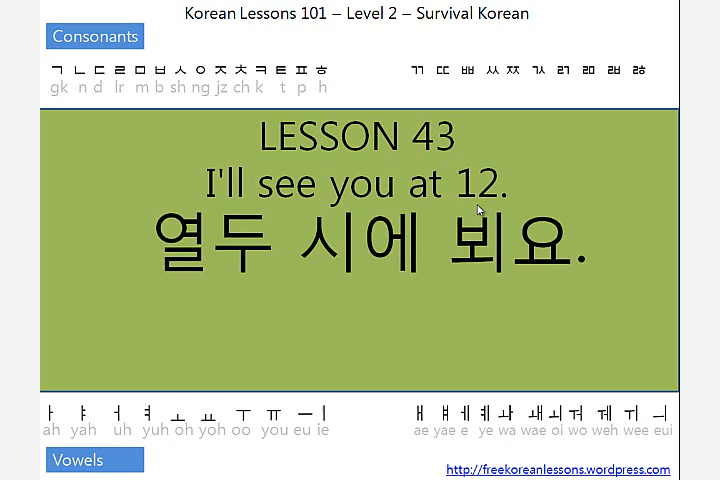 Korean Lessons 101 – Level 2 – Survival Korean
Consonants
ㄱ ㄴ ㄷ ㄹ ㅁ ㅂ ㅅ ㅇ ㅈ ㅊ ㅋ ㅌ ㅍ ㅎ ㄲ ㄸ ㅃ ㅆ ㅉ ㄳ ㄺ ㄻ ㄼ ㅀ
gk n d lr m b sh ng jz ch k t p h
LESSON 43
I'll see you at 12.
열두 시에 뵈요.
ㅏ ㅑ ㅓ ㅕ ㅗ ㅛ ㅜ ㅠ ㅡ ㅣ ㅐ ㅒ ㅔ ㅖ ㅘ ㅙ ㅚ ㅝ ㅞ ㅟ ㅢ
ah yah uh yuh oh yoh oo you eu ie ae yae e ye wa wae oi wo weh wee eui
Vowels
http://freekoreanlessons.wordpress.com